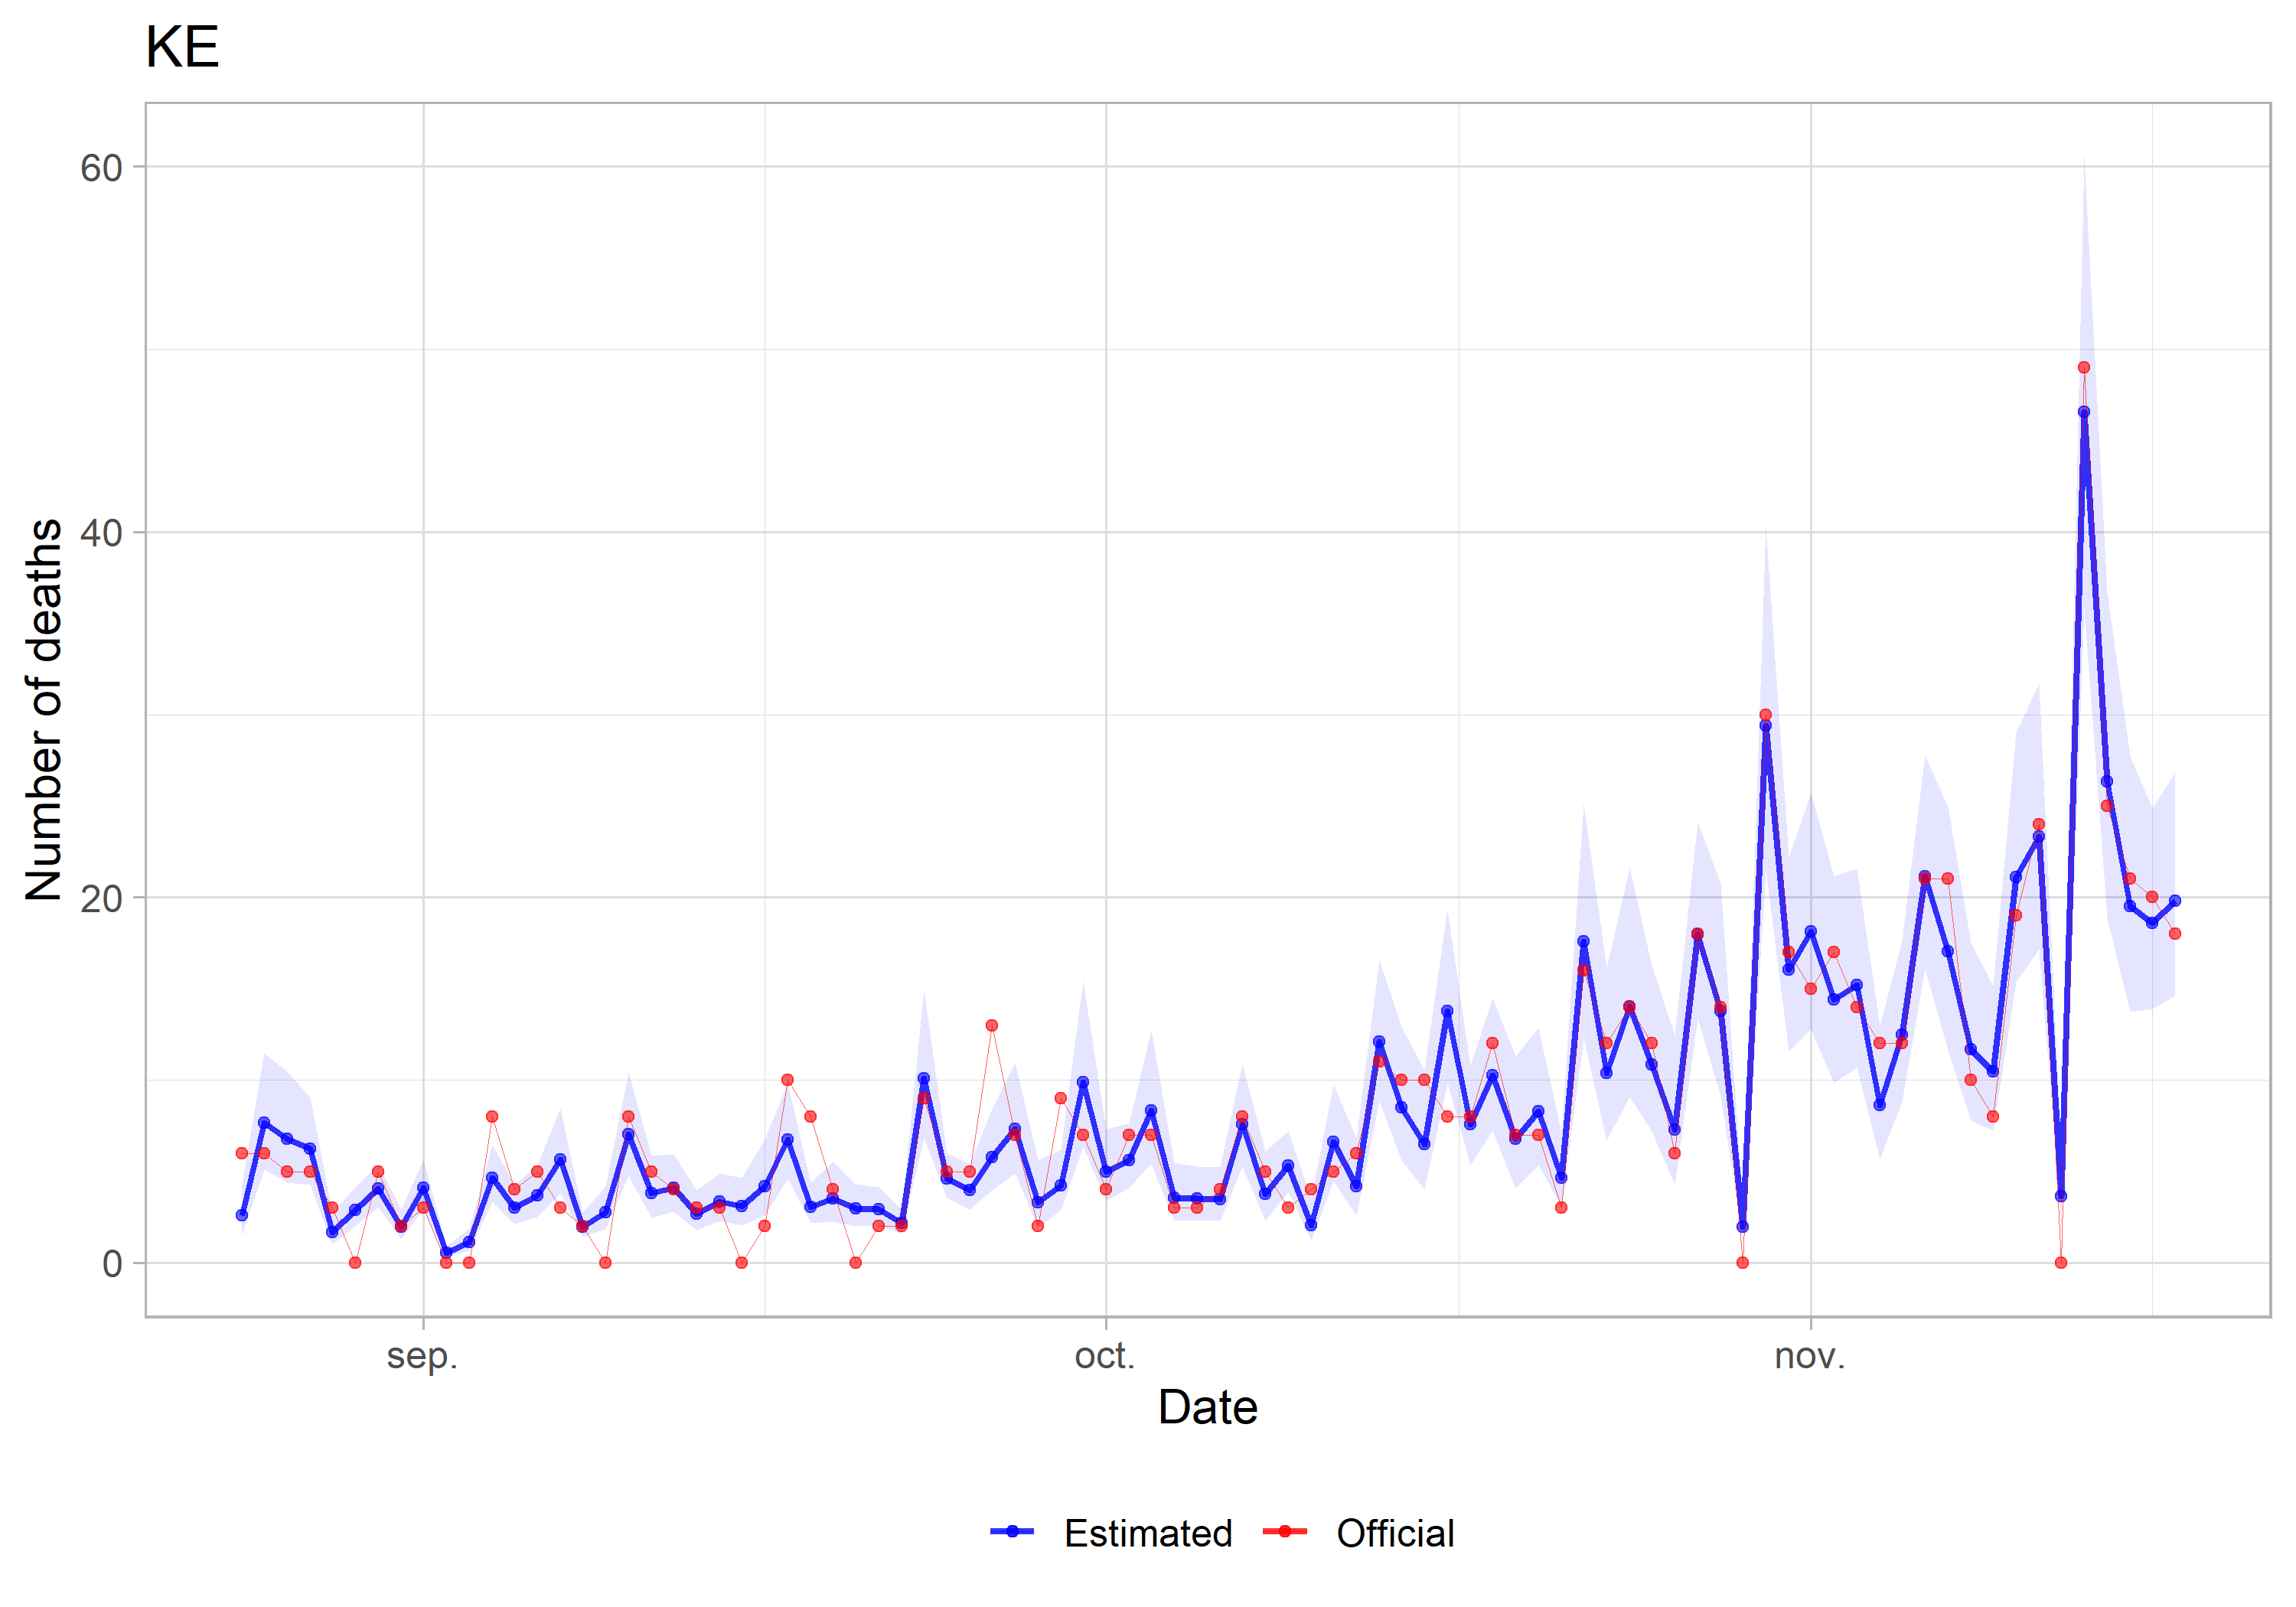 KE
Number of deaths
60
40
20
0
sep. oct. nov.
Date
Estimated Official